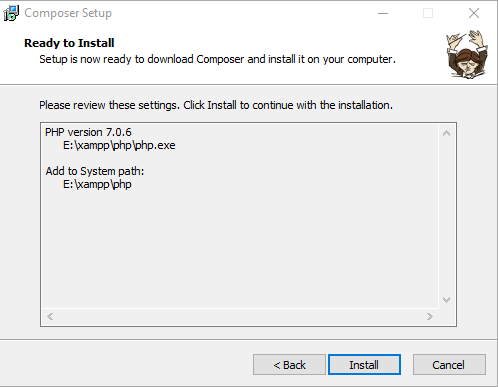 Composer Setup
Ready to Install
Setup is now ready to download Composer and install it on your computer.
Please review these settings. Click Install to continue with the installation.
PHP version 7.0.6
E:\xampp\php\php.exe
Add to System path:
E:\xampp\php
< Back
Install
Cancel